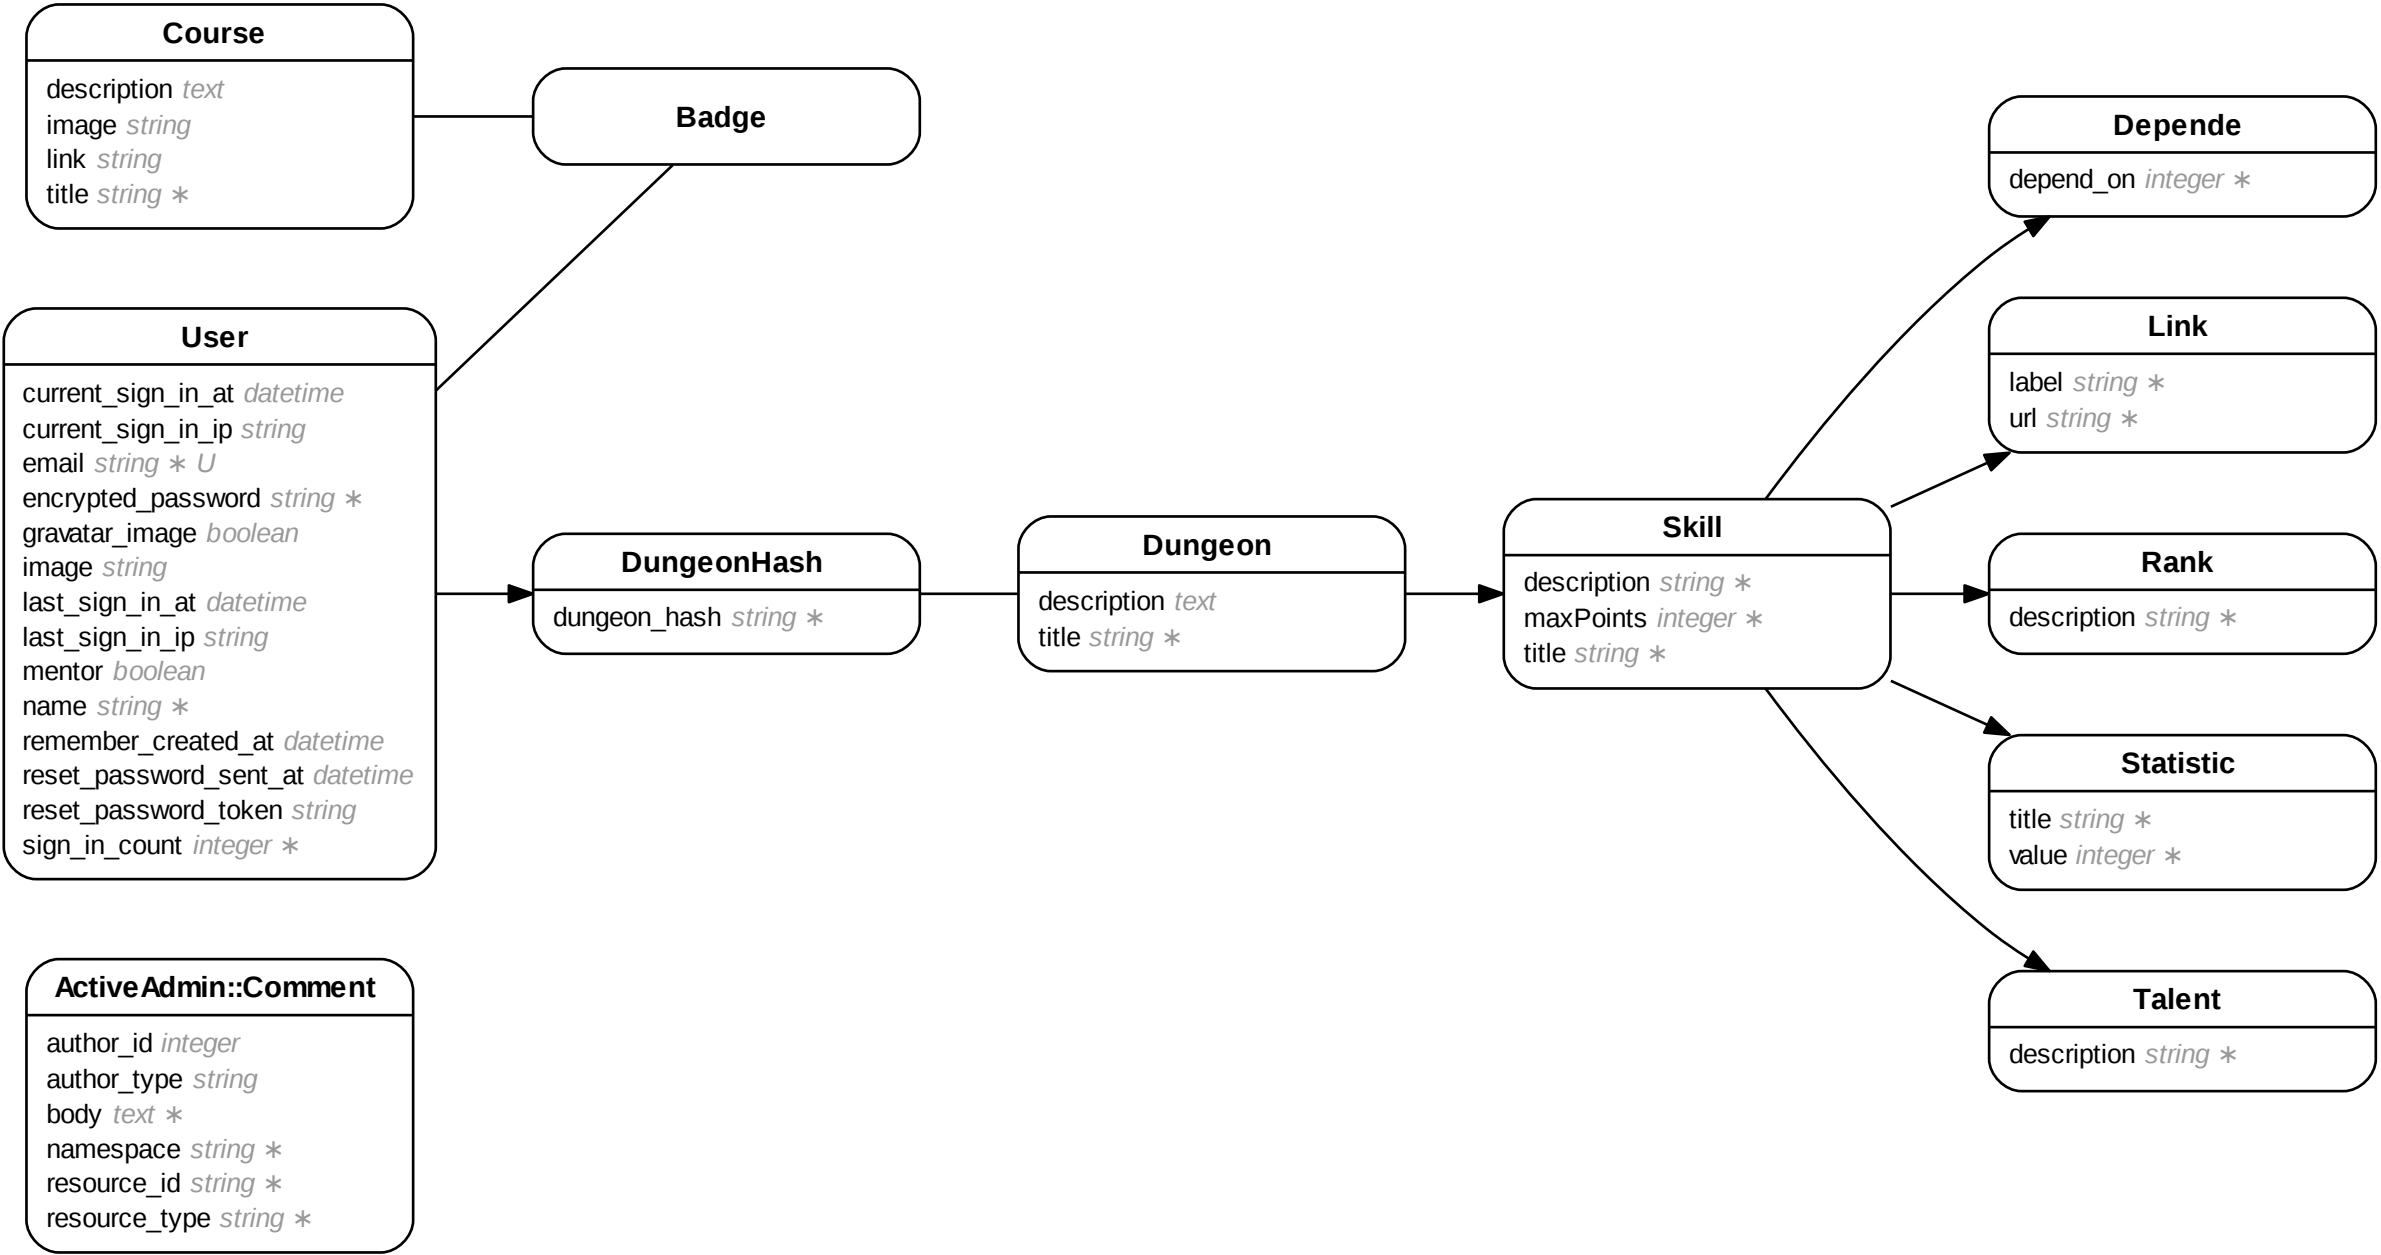 Course
description text
image string
link string
title string ∗
Badge
User
current_sign_in_at datetime
current_sign_in_ip string
email string ∗ U
encrypted_password string ∗
gravatar_image boolean
image string
last_sign_in_at datetime
last_sign_in_ip string
mentor boolean
name string ∗
remember_created_at datetime
reset_password_sent_at datetime
reset_password_token string
sign_in_count integer ∗
ActiveAdmin::Comment
author_id integer
author_type string
body text ∗
namespace string ∗
resource_id string ∗
resource_type string ∗
DungeonHash
dungeon_hash string ∗
Dungeon
description text
title string ∗
Skill
description string ∗
maxPoints integer ∗
title string ∗
Depende
depend_on integer ∗
Link
label string ∗
url string ∗
Rank
description string ∗
Statistic
title string ∗
value integer ∗
Talent
description string ∗